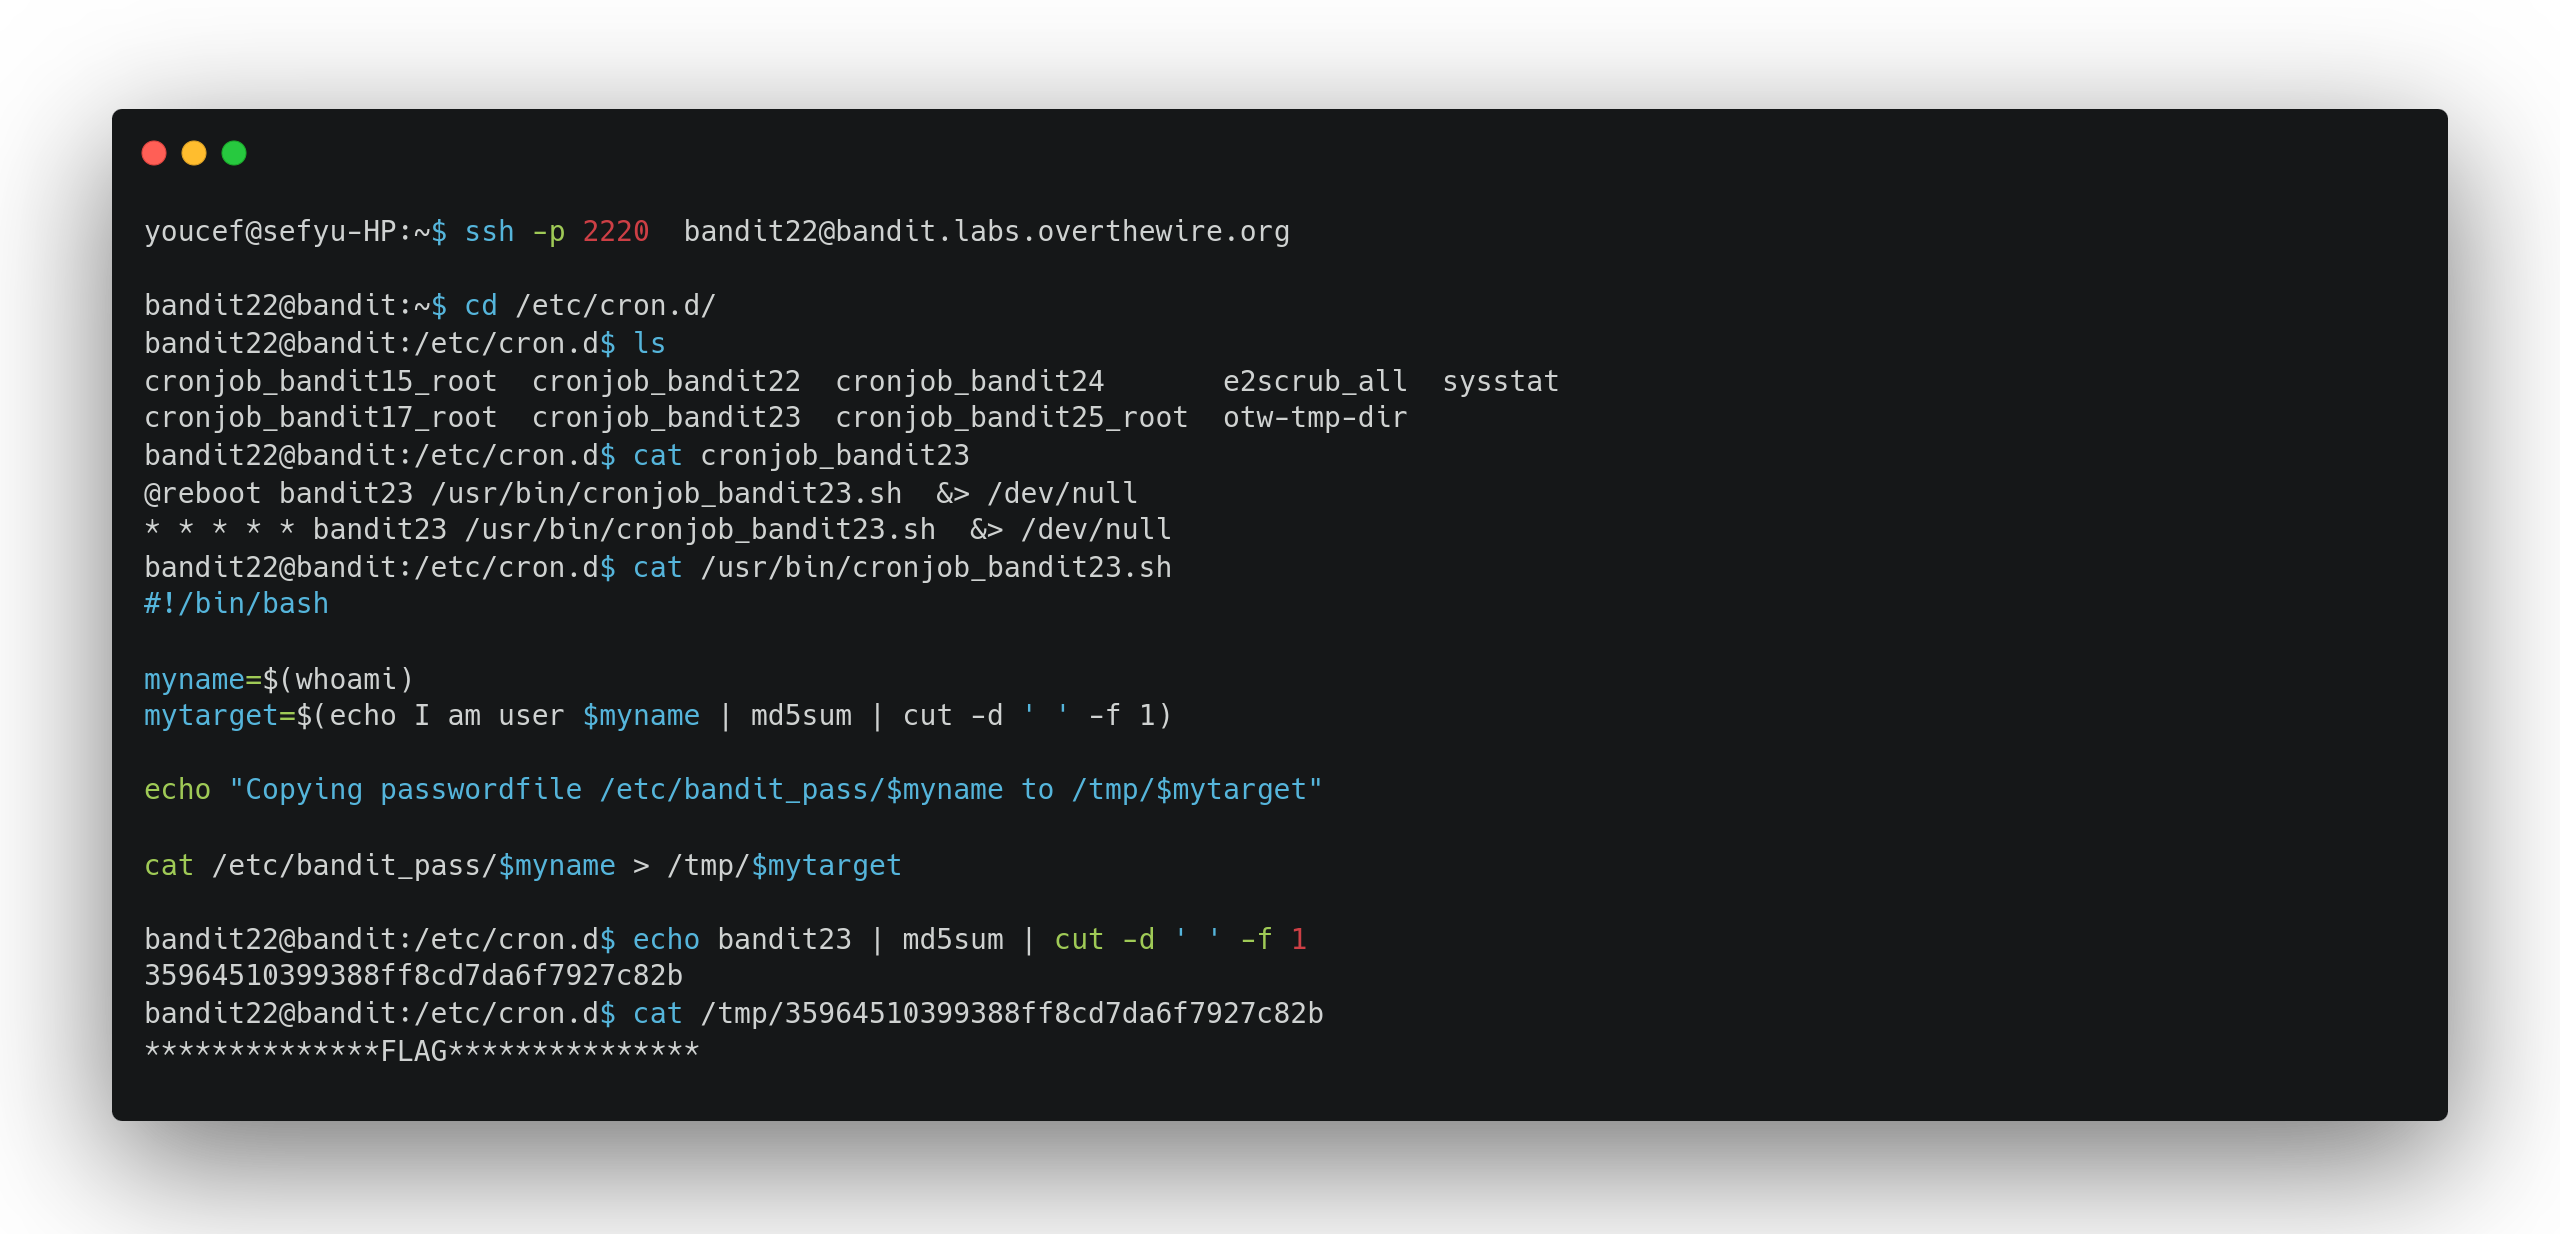 youcef@sefyu-HP:~$ ssh -p 2220  bandit22@bandit.labs.overthewire.org

bandit22@bandit:~$ cd /etc/cron.d/
bandit22@bandit:/etc/cron.d$ ls
cronjob_bandit15_root  cronjob_bandit22  cronjob_bandit24       e2scrub_all  sysstat
cronjob_bandit17_root  cronjob_bandit23  cronjob_bandit25_root  otw-tmp-dir
bandit22@bandit:/etc/cron.d$ cat cronjob_bandit23
@reboot bandit23 /usr/bin/cronjob_bandit23.sh  &> /dev/null
* * * * * bandit23 /usr/bin/cronjob_bandit23.sh  &> /dev/null
bandit22@bandit:/etc/cron.d$ cat /usr/bin/cronjob_bandit23.sh
#!/bin/bash

myname=$(whoami)
mytarget=$(echo I am user $myname | md5sum | cut -d ' ' -f 1)

echo "Copying passwordfile /etc/bandit_pass/$myname to /tmp/$mytarget"

cat /etc/bandit_pass/$myname > /tmp/$mytarget

bandit22@bandit:/etc/cron.d$ echo bandit23 | md5sum | cut -d ' ' -f 1
35964510399388ff8cd7da6f7927c82b
bandit22@bandit:/etc/cron.d$ cat /tmp/35964510399388ff8cd7da6f7927c82b
**************FLAG***************